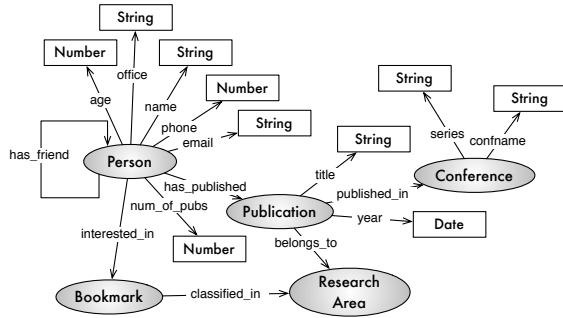 String
Number
String
office
age
name
Number
String
String
phone
String
email
series
confname
String
has_friend
Person
title
Conference
has_published
published_in
num_of_pubs
Publication
year
Date
interested_in
Number
belongs_to
Bookmark
classified_in
Research
Area